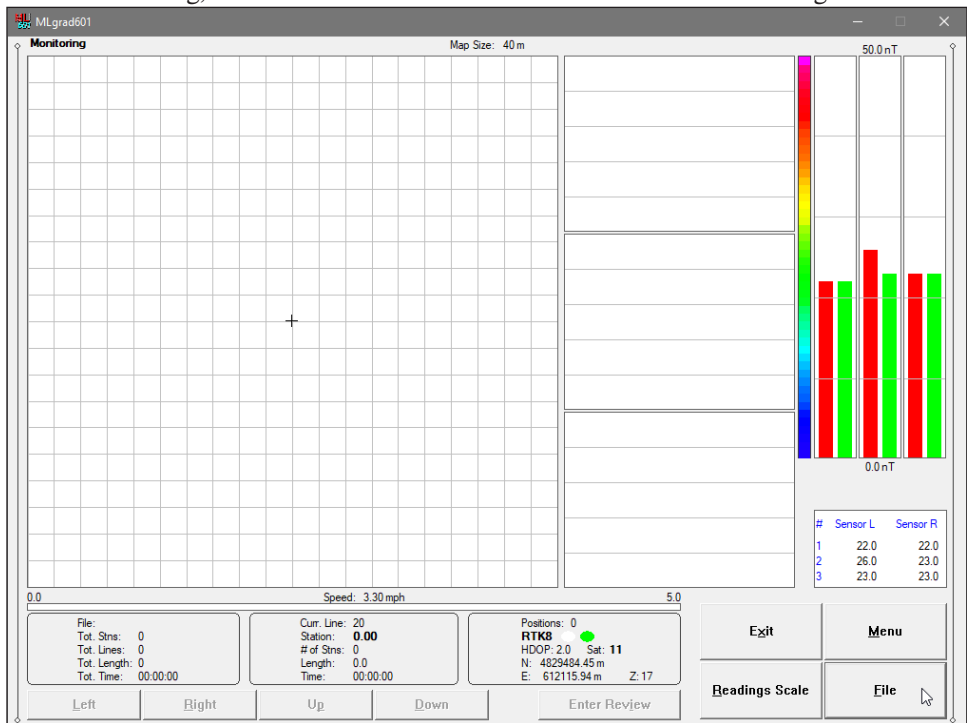 MLgrad601
Monitoring
Map Size: 40 m
50.0 nT
0.0 nT
# Sensor L Sensor R
1 22.0 22.0
2 26.0 23.0
3 23.0 23.0
0.0 Speed: 3.30 mph 5.0
File:
Tot. Stns: 0
Tot. Lines: 0
Tot. Length: 0
Tot. Time: 00:00:00
Curr. Line: 20
Station: 0.00
# of Stns: 0
Length: 0.0
Time: 00:00:00
Positions: 0
RTK8
HDOP: 2.0 Sat: 11
N: 4829484.45 m
E: 612115.94 m Z: 17
Exit
Menu
Readings Scale
File
Left
Right
Up
Down
Enter Review